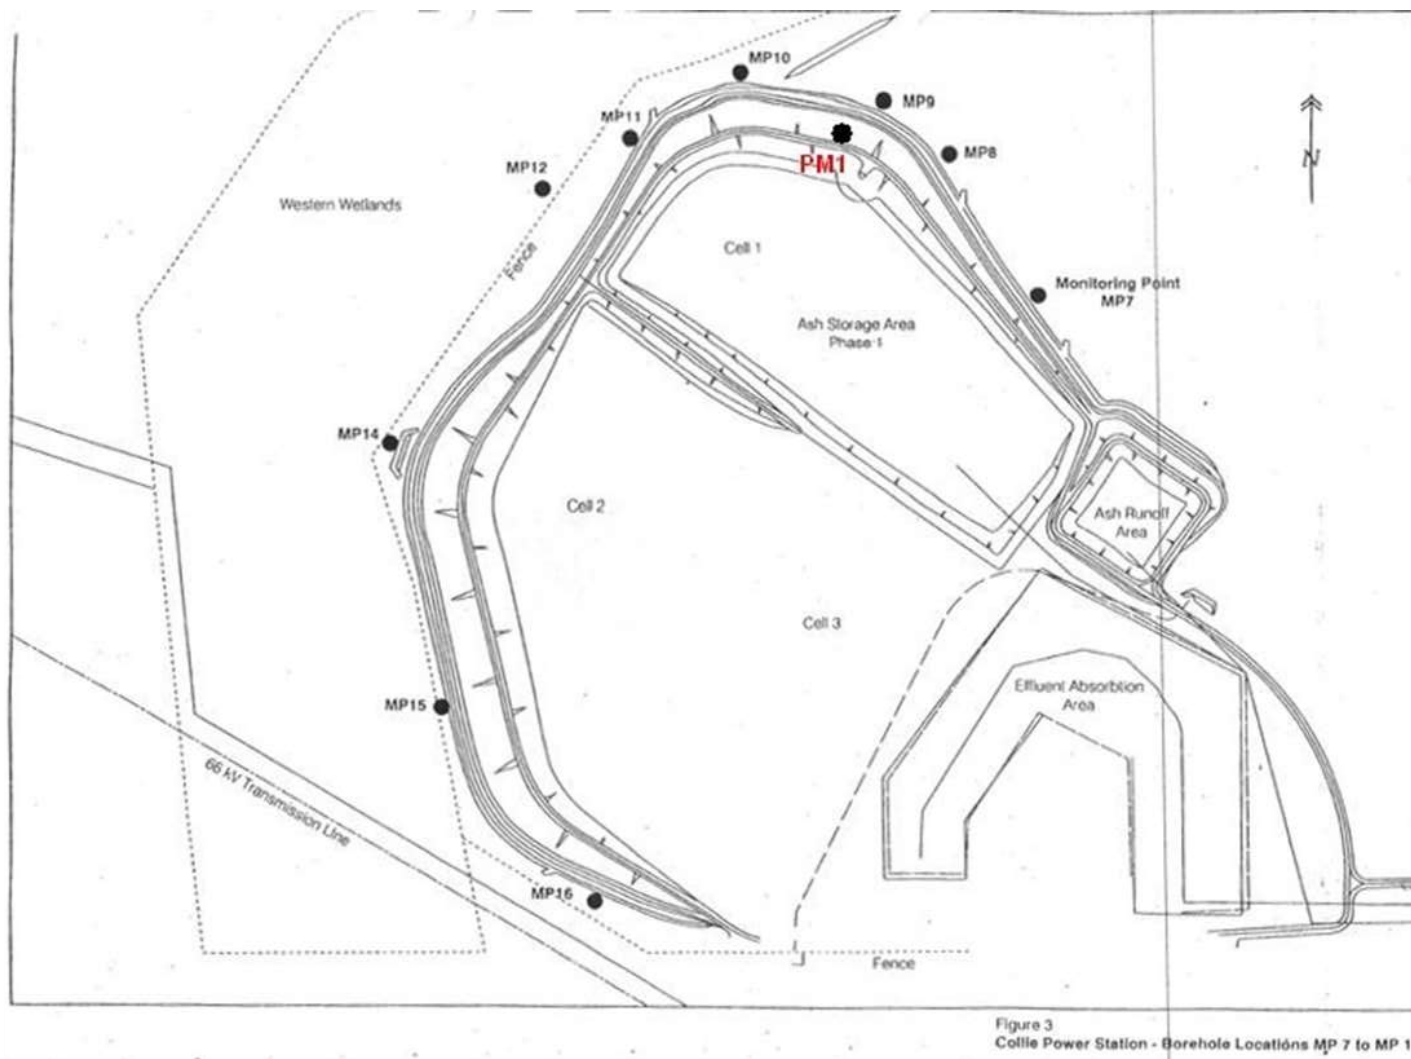 MP10
MP9
MP11
MP8
PM1
MP12
N
Western Wetlands
Cell 1
Fence
Monitoring Point
MP7
Ash Storage Area
Phase 1
MP14
Cell 2
Ash Runoff
Area
Cell 3
Effluent Absorbtion
Area
MP15
66 kV Transmission Line
MP16
Fence
Figure 3
Collie Power Station - Borehole Locations MP 7 to MP 1